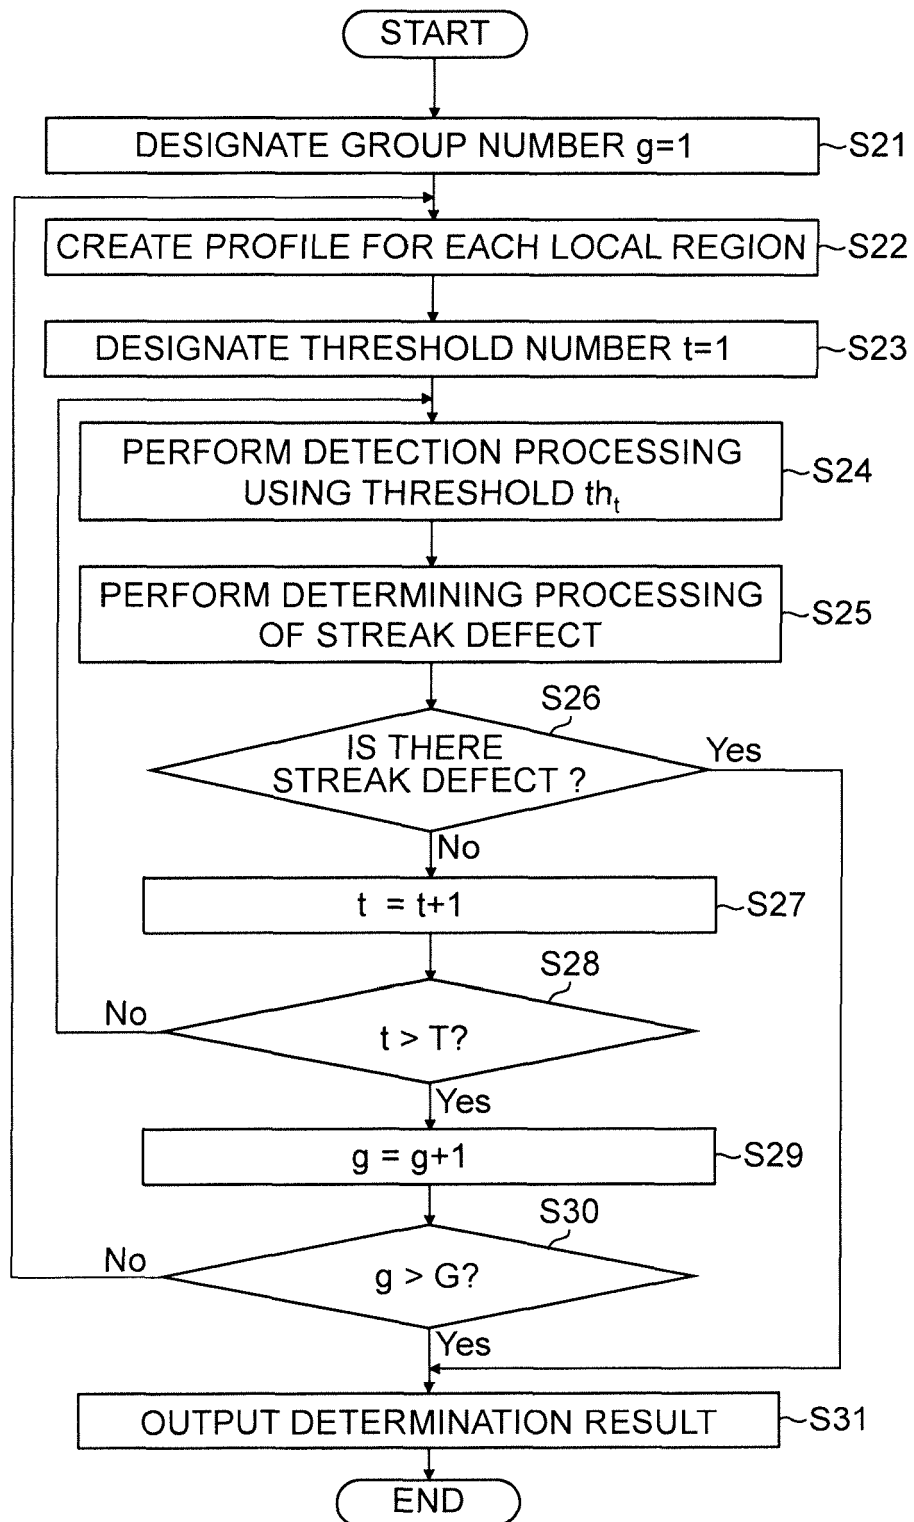 START
DESIGNATE GROUP NUMBER g=1
S21
CREATE PROFILE FOR EACH LOCAL REGION
S22
DESIGNATE THRESHOLD NUMBER t=1
S23
PERFORM DETECTION PROCESSING
USING THRESHOLD tht
S24
PERFORM DETERMINING PROCESSING
OF STREAK DEFECT
S25
S26
IS THERE
STREAK DEFECT ?
Yes
No
t = t+1
S27
S28
No
t > T?
Yes
g = g+1
S29
S30
No
g > G?
Yes
OUTPUT DETERMINATION RESULT
S31
END